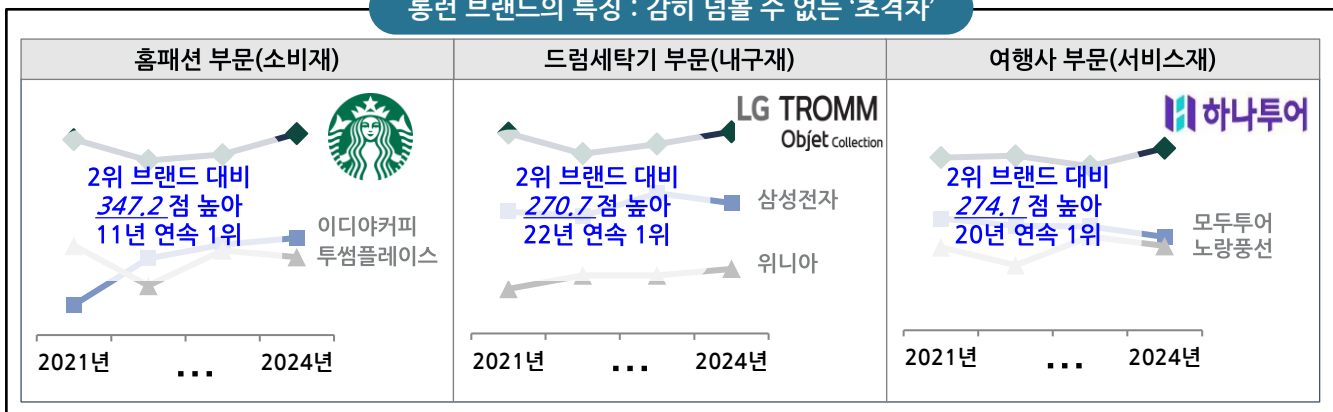 롱런 브랜드의 특징 : 감히 넘볼 수 없는 ‘초격차’
홈패션 부문(소비재)
2위 브랜드 대비
347.2 점 높아
11년 연속 1위
이디야커피
투썸플레이스
2021년 ... 2024년
드럼세탁기 부문(내구재)
LG TROMM
Objet Collection
2위 브랜드 대비
270.7 점 높아
22년 연속 1위
삼성전자
위니아
2021년 ... 2024년
여행사 부문(서비스재)
하나투어
2위 브랜드 대비
274.1 점 높아
20년 연속 1위
모두투어
노랑풍선
2021년 ... 2024년